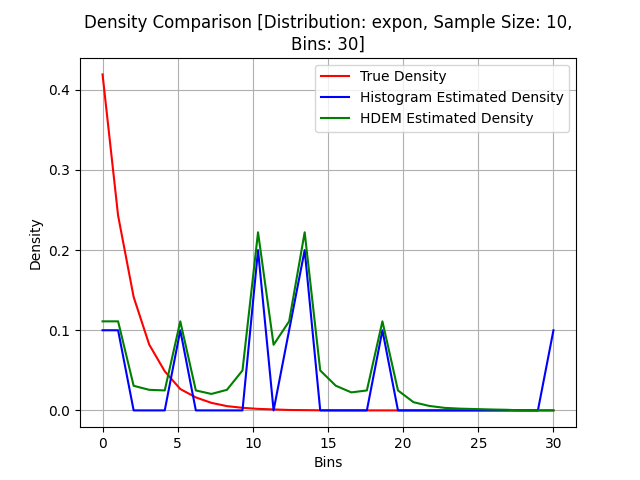 Density Comparison [Distribution: expon, Sample Size: 10,
Bins: 30]
True Density
Histogram Estimated Density
HDEM Estimated Density
Density
0.4
0.3
0.2
0.1
0.0
0 5 10 15 20 25 30
Bins